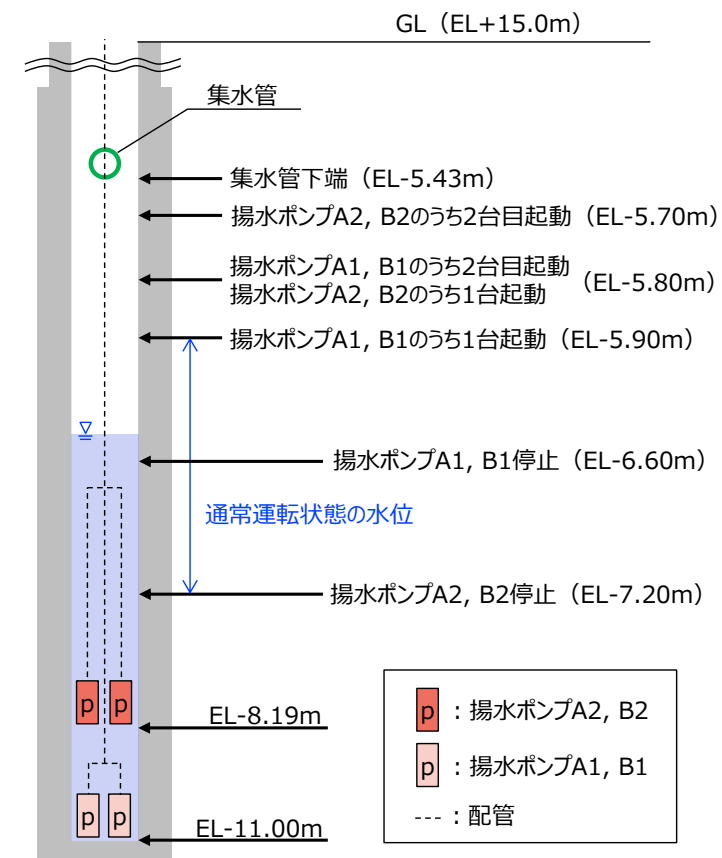 GL（EL+15.0m）
集水管
集水管下端（EL-5.43m）
揚水ポンプA2, B2のうち2台目起動（EL-5.70m）
揚水ポンプA1, B1のうち2台目起動
揚水ポンプA2, B2のうち1台起動
（EL-5.80m）
揚水ポンプA1, B1のうち1台起動（EL-5.90m）
揚水ポンプA1, B1停止（EL-6.60m）
通常運転状態の水位
揚水ポンプA2, B2停止（EL-7.20m）
p p
EL-8.19m
p p
EL-11.00m
p：揚水ポンプA2, B2
p：揚水ポンプA1, B1
---：配管